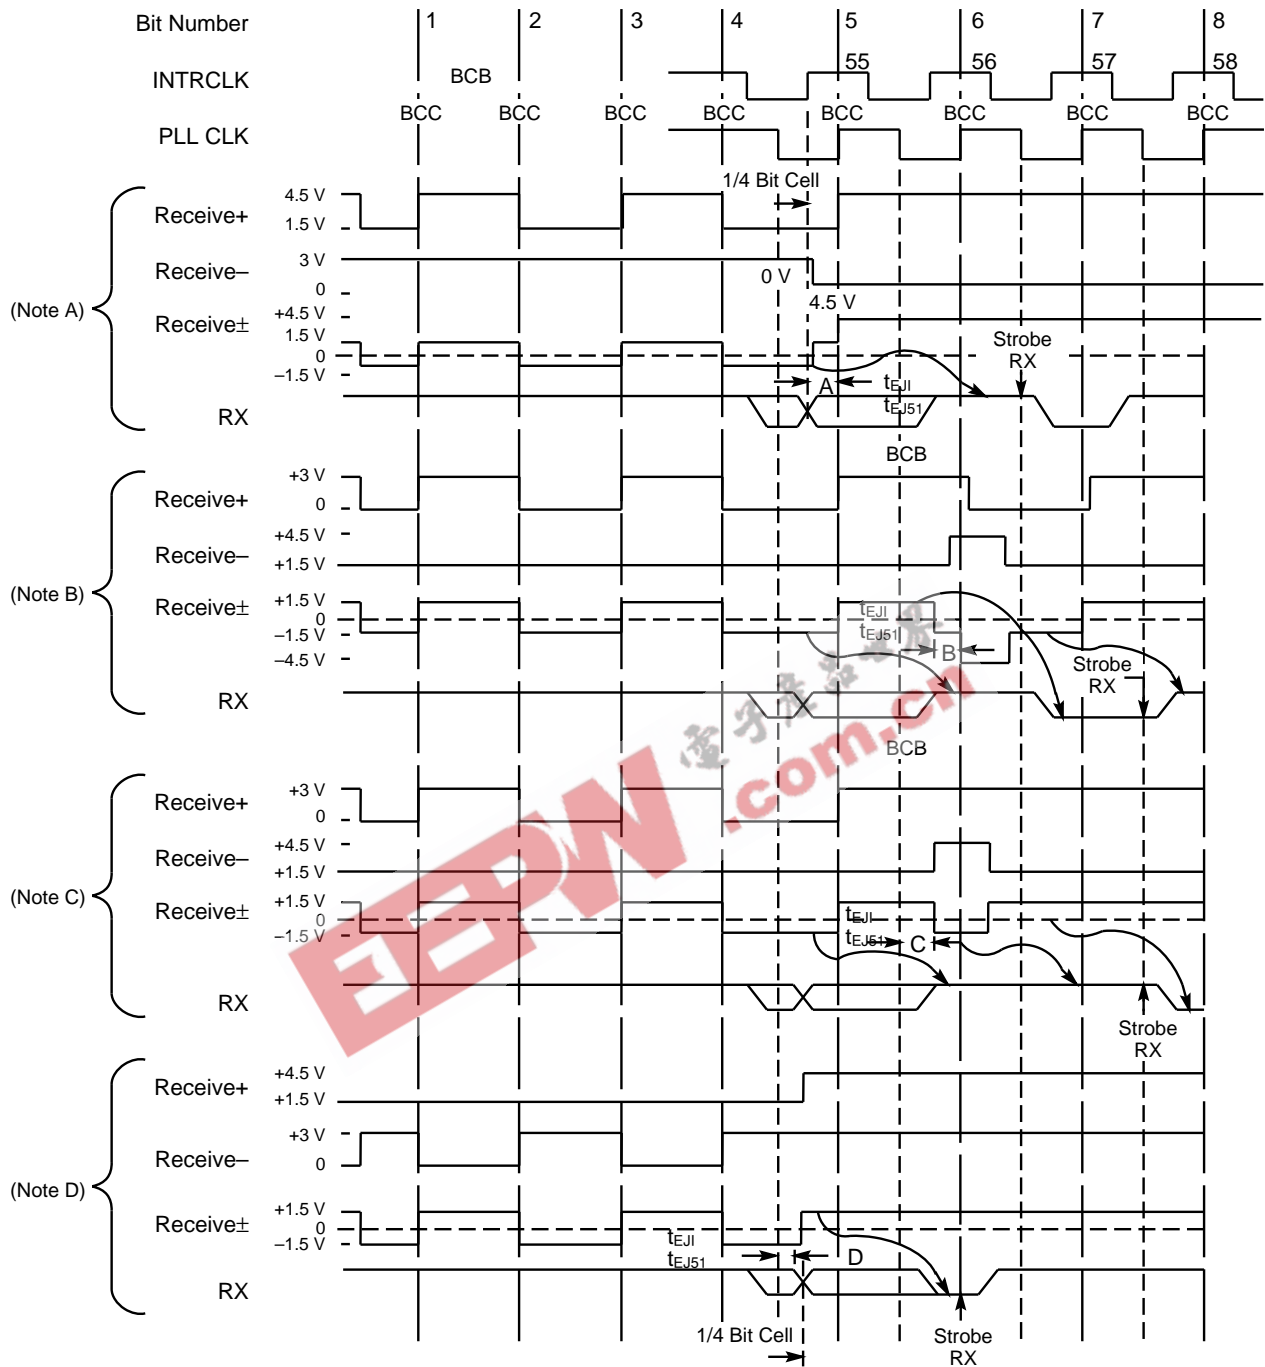 Bit Number 1 2 3 4 5 6 7 8
INTRCLK BCB 55 56 57 58
BCC BCC BCC BCC BCC BCC BCC BCC
PLL CLK
1/4 Bit Cell
(Note A)
Receive+ 4.5 V
1.5 V
Receive– 3 V
0
0 V
4.5 V
Receive± +4.5 V
1.5 V
0
–1.5 V
Strobe
RX
A tEJI
tEJ51
RX
BCB
(Note B)
Receive+ +3 V
0
Receive– +4.5 V
+1.5 V
Receive± +1.5 V
0
–1.5 V
–4.5 V
tEJI
tEJ51
B
Strobe
RX
RX
BCB
電子產品世界
EEPW.com.cn
(Note C)
Receive+ +3 V
0
Receive– +4.5 V
+1.5 V
Receive± +1.5 V
0
–1.5 V
tEJI
tEJ51 C
RX
Strobe
RX
(Note D)
Receive+ +4.5 V
+1.5 V
Receive– +3 V
0
Receive± +1.5 V
0
–1.5 V
tEJI
tEJ51 D
RX
1/4 Bit Cell
Strobe
RX